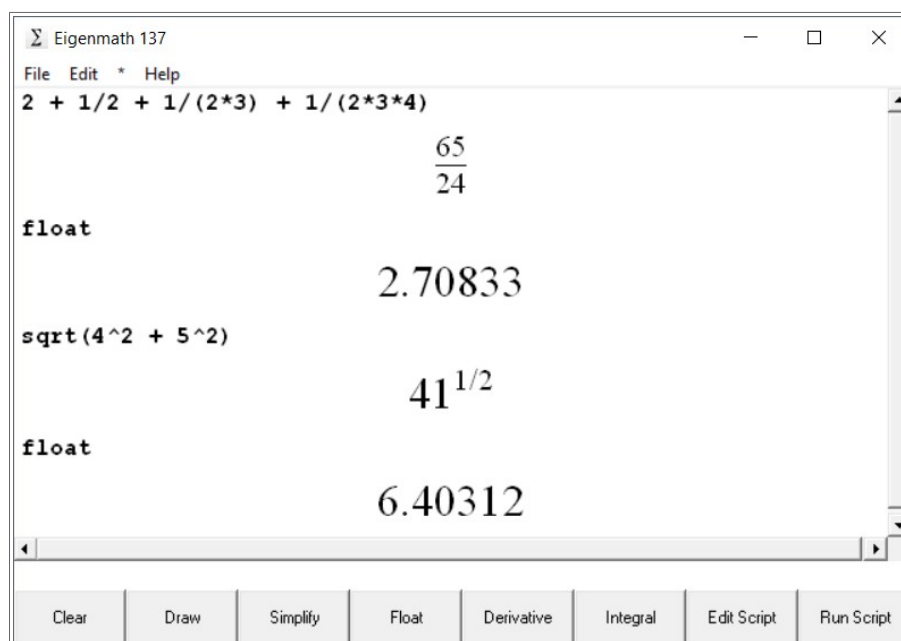 Σ Eigenmath 137
File Edit * Help
2 + 1/2 + 1/(2*3) + 1/(2*3*4)
65
24
float
2.70833
sqrt(4^2 + 5^2)
41^1/2
float
6.40312
Clear Draw Simplify Float Derivative Integral Edit Script Run Script